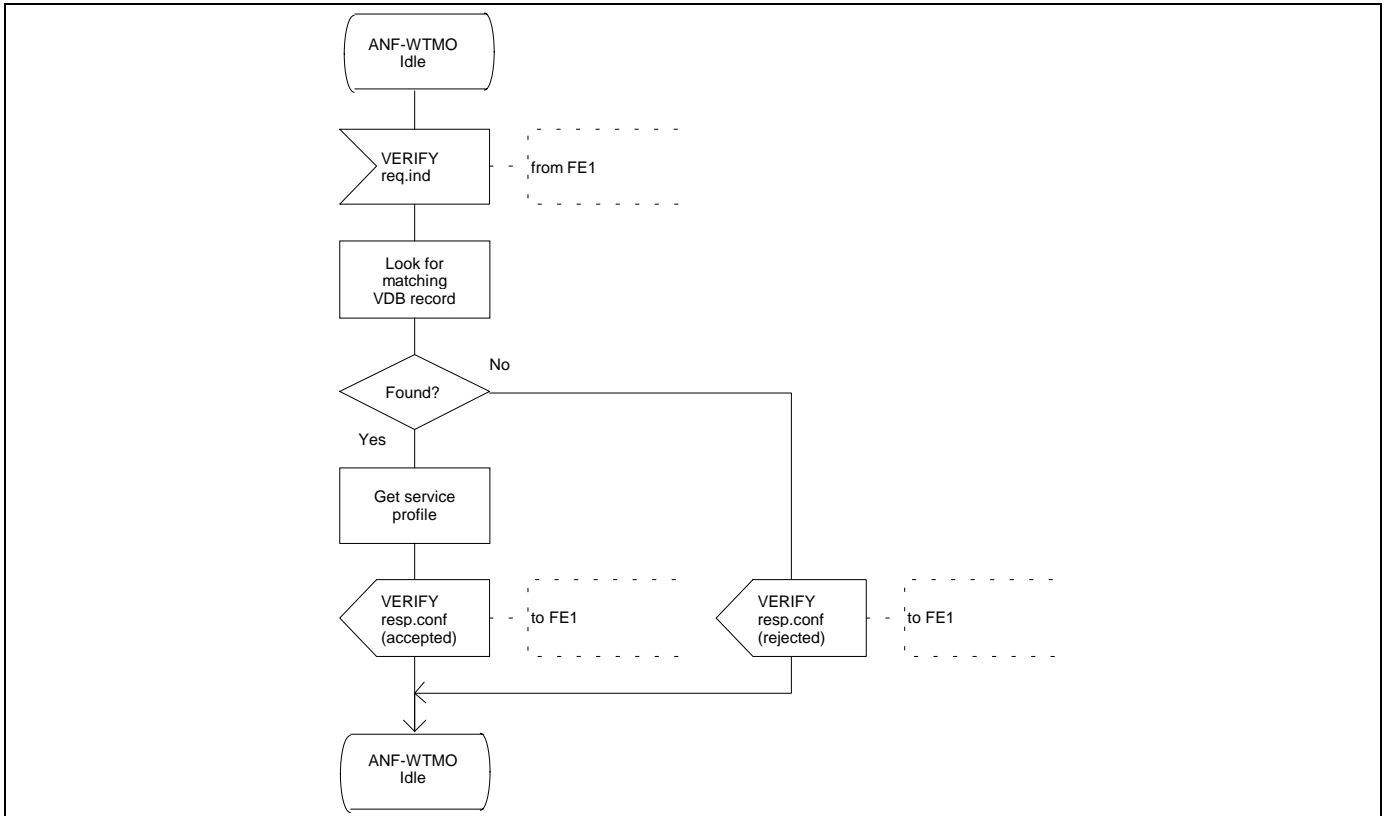 ANF-WTMO
Idle
VERIFY
req.ind
from FE1
Look for
matching
VDB record
No
Found?
Yes
Get service
profile
VERIFY
resp.conf
(accepted)
to FE1
VERIFY
resp.conf
(rejected)
to FE1
ANF-WTMO
Idle